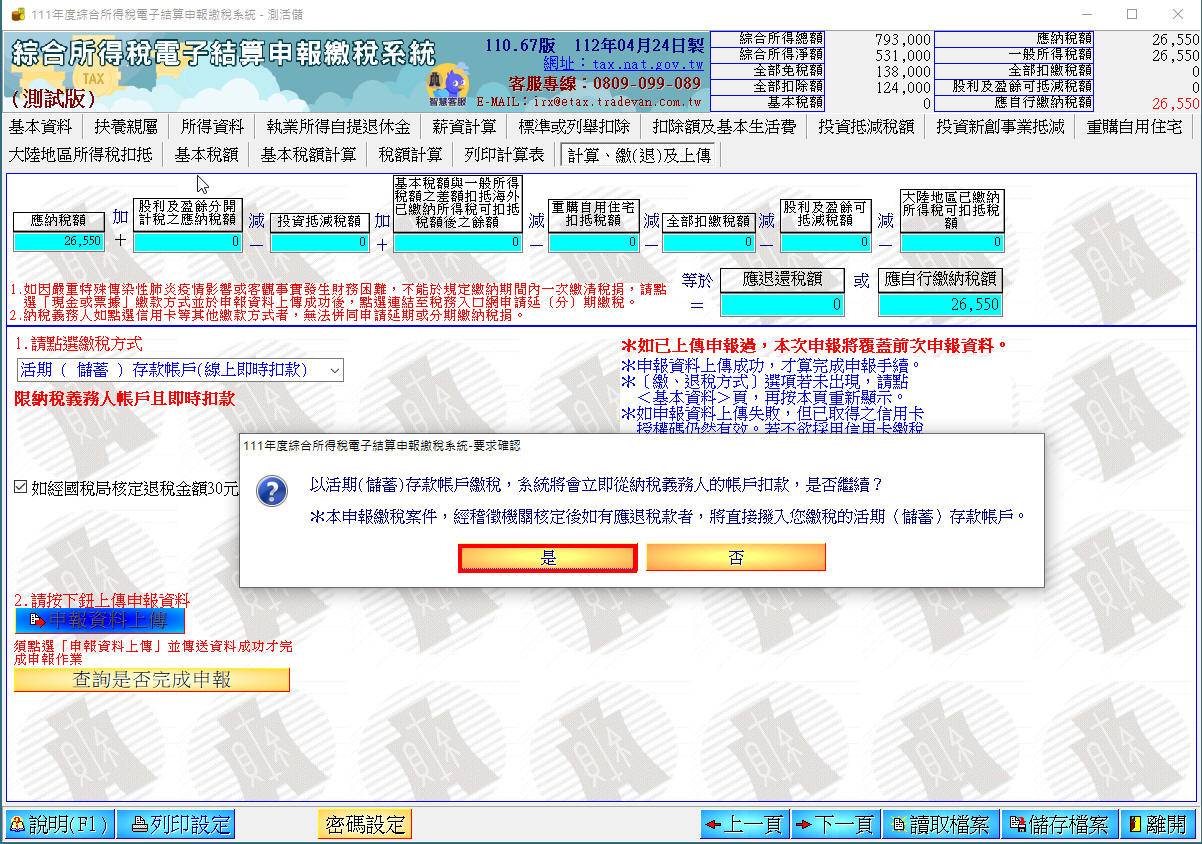 111年度綜合所得稅電子結算申報繳稅系統 - 測活儲
綜合所得稅電子結算申報繳稅系統
TAX
(測試版)
110.67版 112年04月24日製
網址：tax.nat.gov.tw
客服專線：0809-099-089
智慧客服
E-MAIL：irx@etax.tradevan.com.tw
綜合所得總額 793,000 應納稅額 26,550
綜合所得淨額 531,000 一般所得稅額 26,550
全部免稅額 138,000 全部扣繳稅額 0
全部扣除額 124,000 股利及盈餘可抵減稅額 0
基本稅額 0 應自行繳納稅額 26,550
基本資料 扶養親屬 所得資料 執業所得自提退休金 薪資計算 標準或列舉扣除 扣除額及基本生活費 投資抵減稅額 投資新創事業抵減 重購自用住宅
大陸地區所得稅扣抵 基本稅額 基本稅額計算 稅額計算 列印計算表 計算、繳(退)及上傳
應納稅額
26,550
加
＋
股利及盈餘分開
計稅之應納稅額
0
減
－
投資抵減稅額
0
加
＋
基本稅額與一般所得
稅額之差額扣抵海外
已繳納所得稅可扣抵
稅額後之餘額
0
減
－
重購自用住宅
扣抵稅額
0
減
－
全部扣繳稅額
0
減
－
股利及盈餘可
抵減稅額
0
減
－
大陸地區已繳納
所得稅可扣抵稅
額
0
等於
＝
應退還稅額
0
或
應自行繳納稅額
26,550
1.如因嚴重特殊傳染性肺炎疫情影響或客觀事實發生財務困難，不能於規定繳納期間內一次繳清稅捐，請點
選「現金或票據」繳款方式並於申報資料上傳成功後，點選連結至稅務入口網申請延〔分〕期繳稅。
2.納稅義務人如點選信用卡等其他繳款方式者，無法併同申請延期或分期繳納稅捐。
1.請點選繳稅方式
活期（ 儲蓄 ）存款帳戶(線上即時扣款)
限納稅義務人帳戶且即時扣款
＊如已上傳申報過，本次申報將覆蓋前次申報資料。
＊申報資料上傳成功，才算完成申報手續。
＊〔繳、退稅方式〕選項若未出現，請點
＜基本資料＞頁，再按本頁重新顯示。
＊如申報資料上傳失敗，但已取得之信用卡
授權碼仍然有效。若不欲採用信用卡繳稅
如經國稅局核定退稅金額30元
111年度綜合所得稅電子結算申報繳稅系統-要求確認
以活期(儲蓄)存款帳戶繳稅，系統將會立即從納稅義務人的帳戶扣款，是否繼續？
＊本申報繳稅案件，經稽徵機關核定後如有應退稅款者，將直接撥入您繳稅的活期（儲蓄）存款帳戶。
是 否
2.請按下鈕上傳申報資料
申報資料上傳
須點選「申報資料上傳」並傳送資料成功才完
成申報作業
查詢是否完成申報
說明(F1) 列印設定 密碼設定 上一頁 下一頁 讀取檔案 儲存檔案 離開